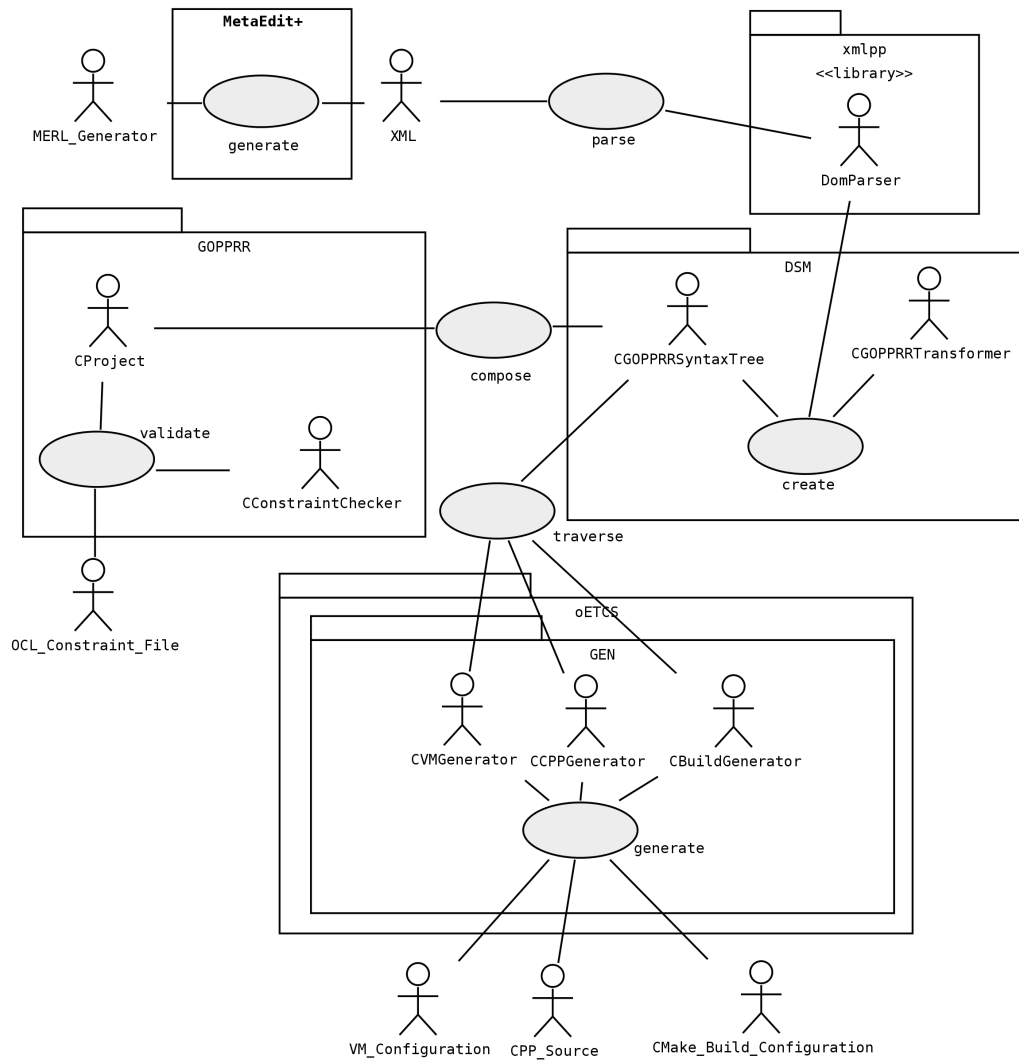 MetaEdit+
MERL_Generator
generate
XML
parse
xmlpp
<<library>>
DomParser
GOPPRR
CProject
validate
CConstraintChecker
OCL_Constraint_File
compose
DSM
CGOPPRRSyntaxTree
CGOPPRRTransformer
create
traverse
oETCS
GEN
CVMGenerator
CCPPGenerator
CBuildGenerator
generate
VM_Configuration
CPP_Source
CMake_Build_Configuration